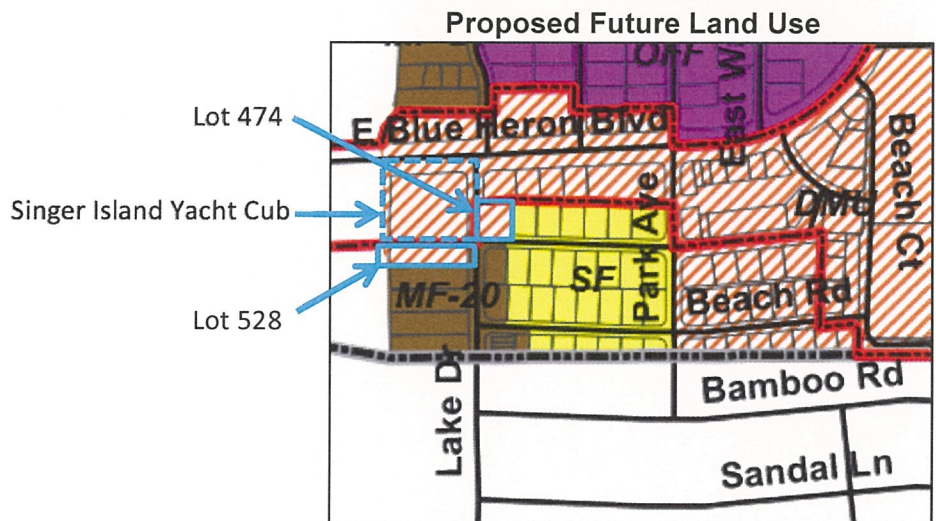 Proposed Future Land Use
OFF
Lot 474
E Blue Heron Blvd
East W
Beach Ct
Singer Island Yacht Cub
Park Ave
DMU
SF
MF-20
Beach Rd
Lot 528
Lake Dr
Bamboo Rd
Sandal Ln